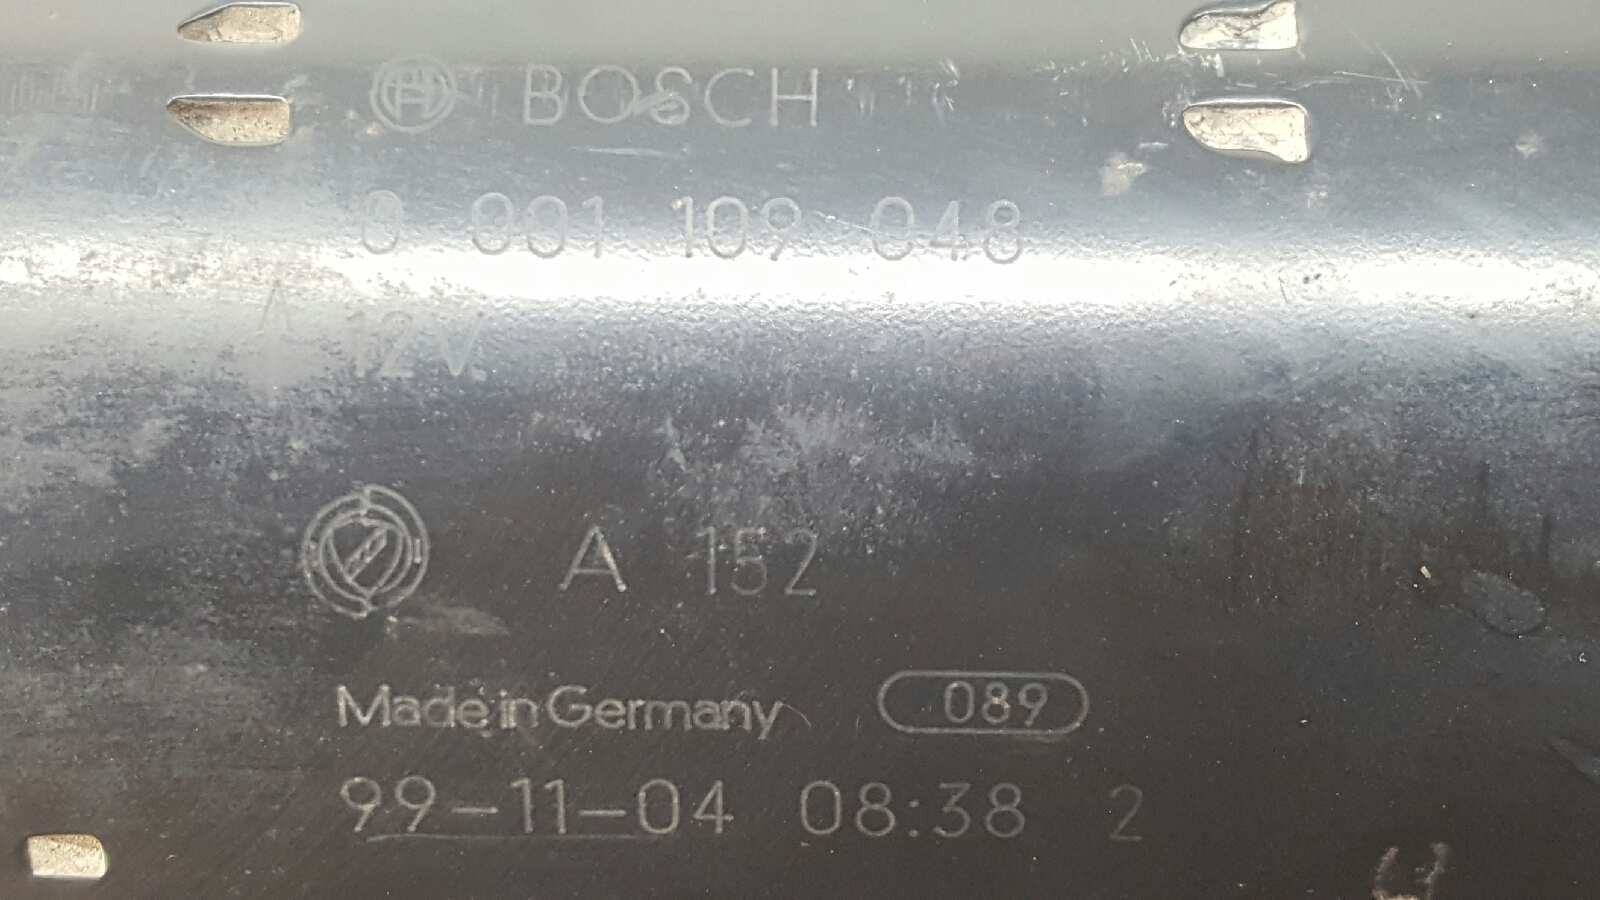 BOSCH
0 001 109 048
12V
A 152
Made in Germany 089
99-11-04 08:38 2